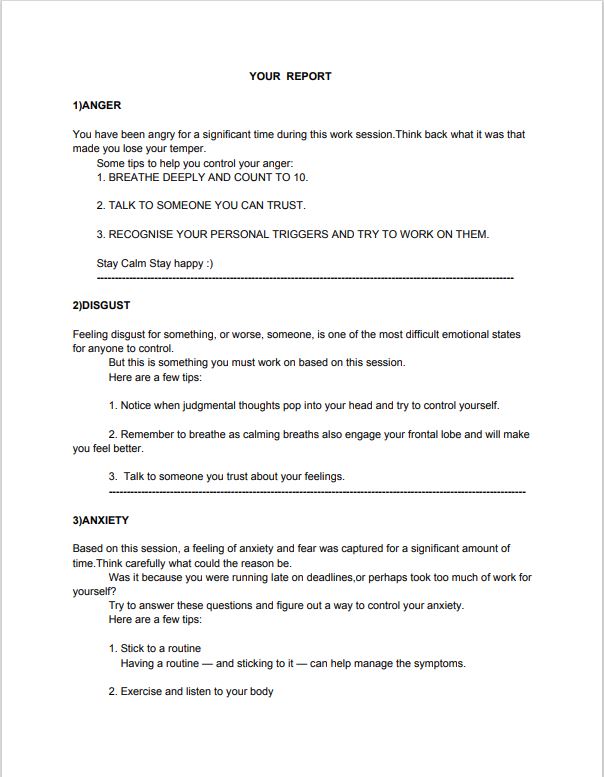 YOUR REPORT
1)ANGER
You have been angry for a significant time during this work session.Think back what it was that
made you lose your temper.
Some tips to help you control your anger:
1. BREATHE DEEPLY AND COUNT TO 10.
2. TALK TO SOMEONE YOU CAN TRUST.
3. RECOGNISE YOUR PERSONAL TRIGGERS AND TRY TO WORK ON THEM.
Stay Calm Stay happy :)
--------------------------------------------------------------------------------------------------------------------
2)DISGUST
Feeling disgust for something, or worse, someone, is one of the most difficult emotional states
for anyone to control.
But this is something you must work on based on this session.
Here are a few tips:
1. Notice when judgmental thoughts pop into your head and try to control yourself.
2. Remember to breathe as calming breaths also engage your frontal lobe and will make
you feel better.
3. Talk to someone you trust about your feelings.
--------------------------------------------------------------------------------------------------------------------
3)ANXIETY
Based on this session, a feeling of anxiety and fear was captured for a significant amount of
time.Think carefully what could the reason be.
Was it because you were running late on deadlines,or perhaps took too much of work for
yourself?
Try to answer these questions and figure out a way to control your anxiety.
Here are a few tips:
1. Stick to a routine
Having a routine — and sticking to it — can help manage the symptoms.
2. Exercise and listen to your body